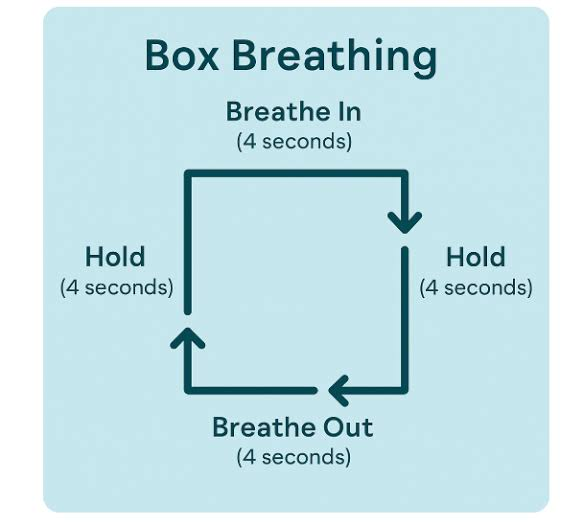 Box Breathing
Breathe In
(4 seconds)
Hold
(4 seconds)
Hold
(4 seconds)
Breathe Out
(4 seconds)